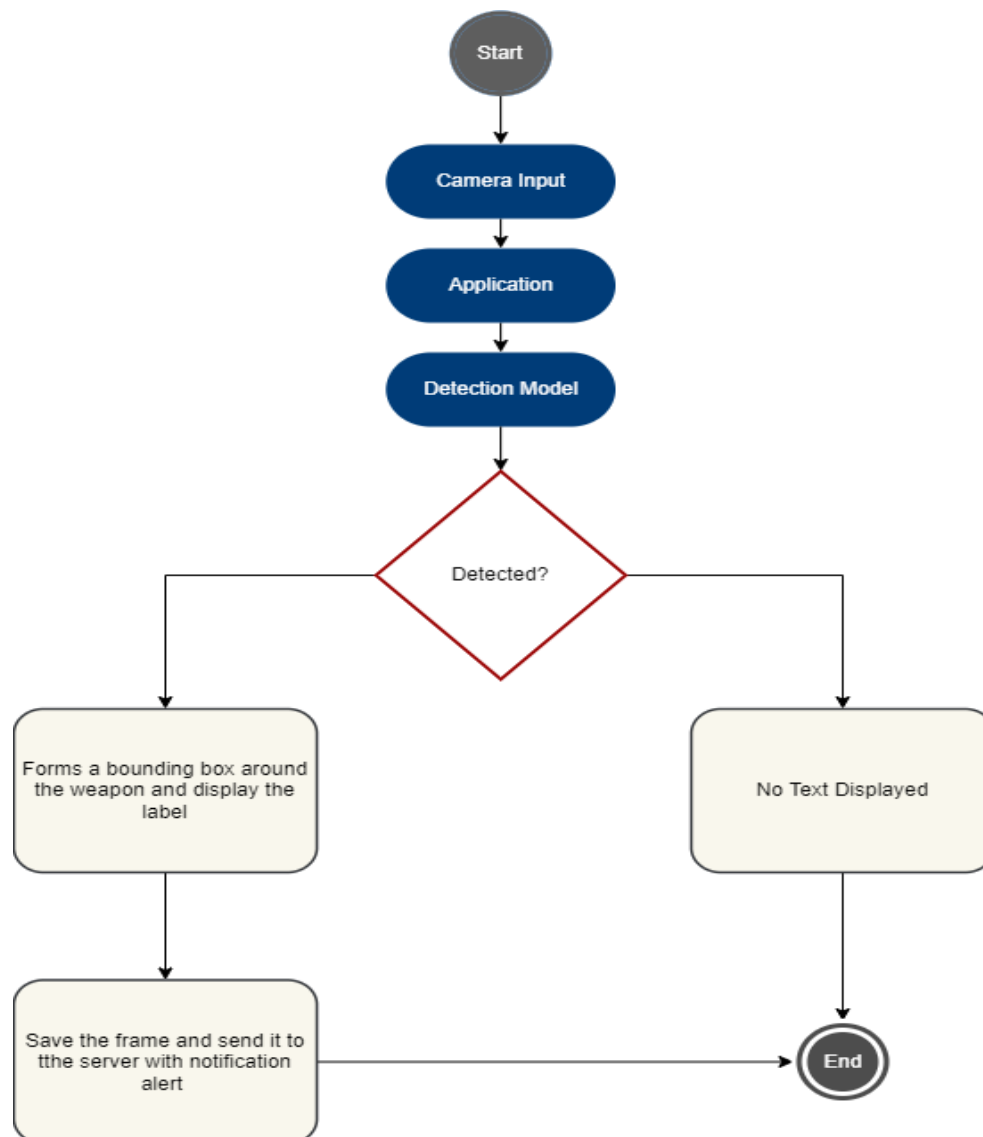 Start
Camera Input
Application
Detection Model
Detected?
Forms a bounding box around
the weapon and display the
label
No Text Displayed
Save the frame and send it to
tthe server with notification
alert
End